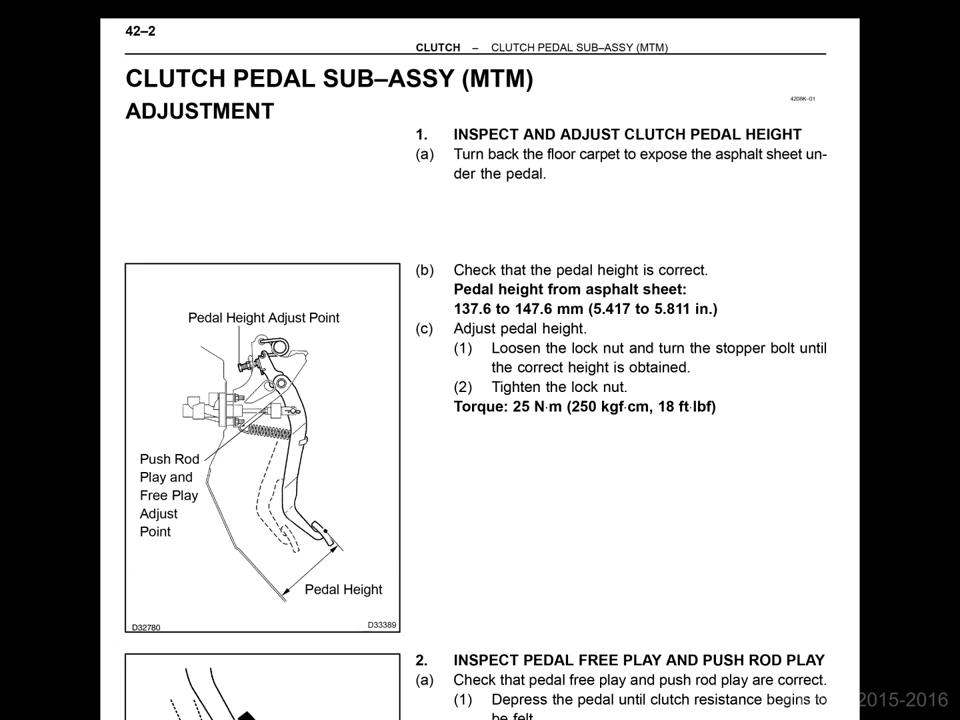 42–2
CLUTCH – CLUTCH PEDAL SUB–ASSY (MTM)
CLUTCH PEDAL SUB–ASSY (MTM)
4208K–01
ADJUSTMENT
1. INSPECT AND ADJUST CLUTCH PEDAL HEIGHT
(a) Turn back the floor carpet to expose the asphalt sheet un-
der the pedal.
Pedal Height Adjust Point
Push Rod
Play and
Free Play
Adjust
Point
Pedal Height
D32780
D33389
(b) Check that the pedal height is correct.
Pedal height from asphalt sheet:
137.6 to 147.6 mm (5.417 to 5.811 in.)
(c) Adjust pedal height.
(1) Loosen the lock nut and turn the stopper bolt until
the correct height is obtained.
(2) Tighten the lock nut.
Torque: 25 N·m (250 kgf·cm, 18 ft·lbf)
2. INSPECT PEDAL FREE PLAY AND PUSH ROD PLAY
(a) Check that pedal free play and push rod play are correct.
(1) Depress the pedal until clutch resistance begins to
be felt.
2015-2016